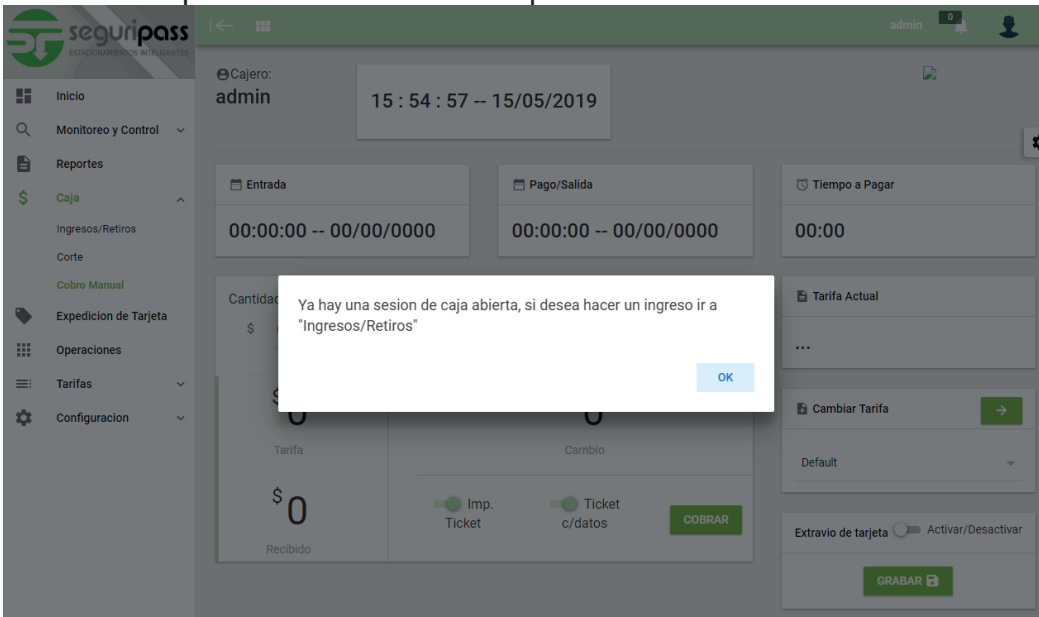 seguripass
ESTACIONAMIENTOS INTELIGENTES
admin
0
Inicio
Monitoreo y Control
Reportes
Caja
Ingresos/Retiros
Corte
Cobro Manual
Expedicion de Tarjeta
Operaciones
Tarifas
Configuracion
Cajero:
admin
15 : 54 : 57 -- 15/05/2019
Entrada
00:00:00 -- 00/00/0000
Pago/Salida
00:00:00 -- 00/00/0000
Tiempo a Pagar
00:00
Cantidad
$
Ya hay una sesion de caja abierta, si desea hacer un ingreso ir a
"Ingresos/Retiros"
OK
$ 0
Tarifa
0
Cambio
$ 0
Recibido
Imp.
Ticket
Ticket
c/datos
COBRAR
Tarifa Actual
...
Cambiar Tarifa
Default
Extravio de tarjeta Activar/Desactivar
GRABAR